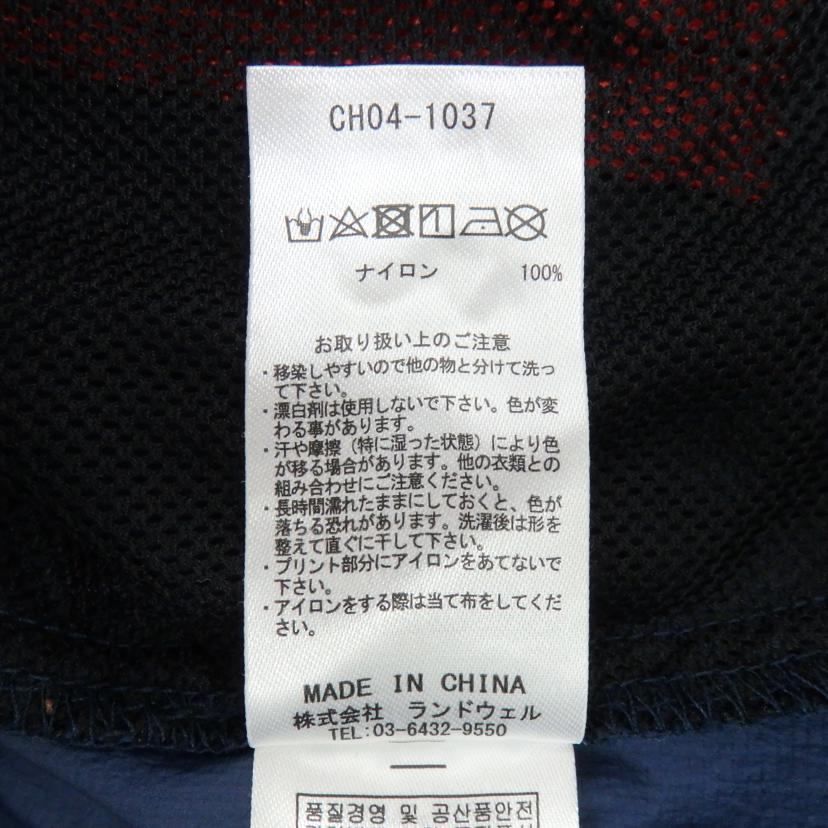 CH04-1037
ナイロン 100%
お取り扱い上のご注意
・移染しやすいので他の物と分けて洗っ
て下さい。
・漂白剤は使用しないで下さい。色が変
わる事があります。
・汗や摩擦（特に湿った状態）により色
が移る場合があります。他の衣類との
組み合わせにご注意ください。
・長時間濡れたままにしておくと、色が
落ちる恐れがあります。洗濯後は形を
整えて直ぐに干して下さい。
・プリント部分にアイロンをあてないで
下さい。
・アイロンをする際は当て布をしてくだ
さい。
MADE IN CHINA
株式会社 ランドウェル
TEL:03-6432-9550
품질경영 및 공산품안전